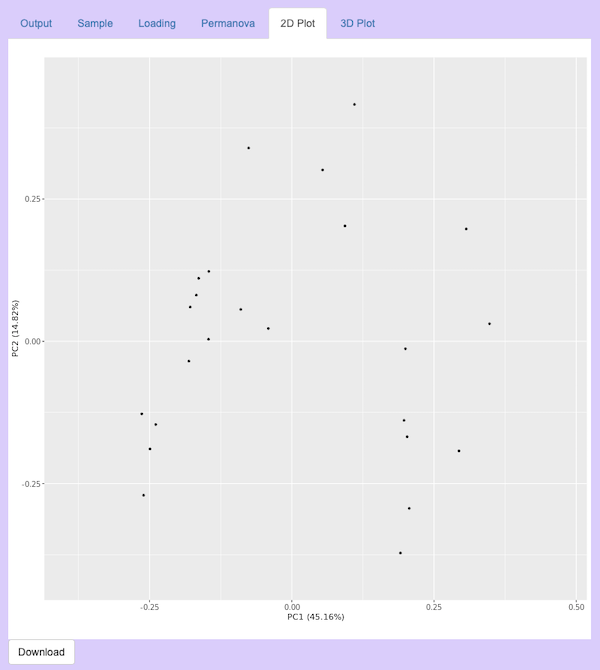 Output Sample Loading Permanova 2D Plot 3D Plot
PC2 (14.82%)
0.25
0.00
-0.25
-0.25 0.00 0.25 0.50
PC1 (45.16%)
Download